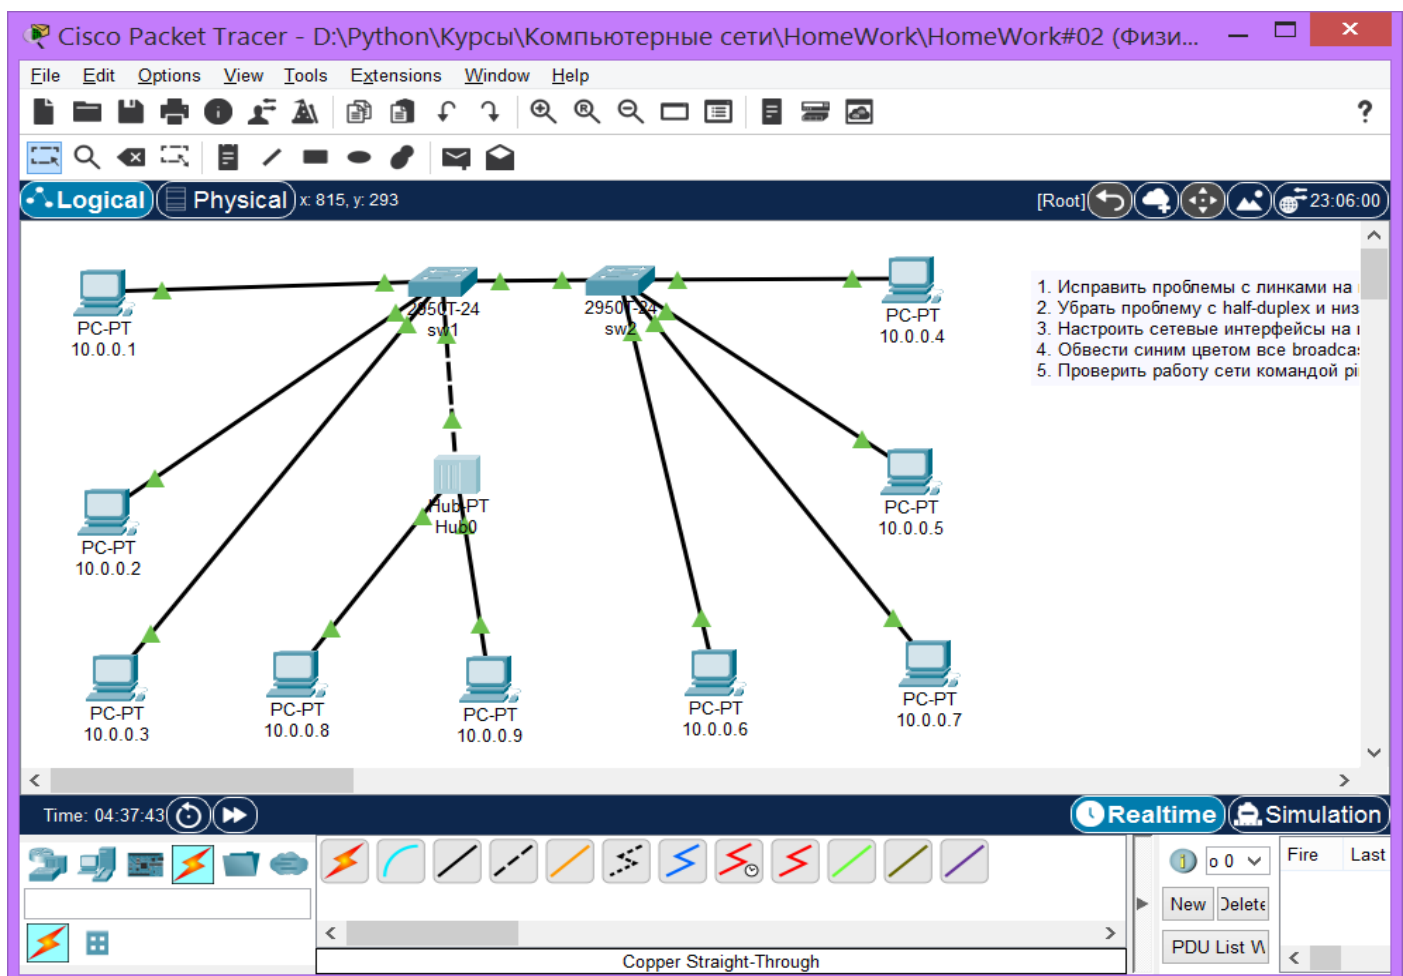 Cisco Packet Tracer - D:\Python\Курсы\Компьютерные сети\HomeWork\HomeWork#02 (Физи...
File Edit Options View Tools Extensions Window Help
Logical Physical x: 815, y: 293 [Root] 23:06:00
PC-PT
10.0.0.1
2950T-24
sw1
2950T-24
sw2
PC-PT
10.0.0.4
1. Исправить проблемы с линками на
2. Убрать проблему с half-duplex и низ
3. Настроить сетевые интерфейсы на
4. Обвести синим цветом все broadca
5. Проверить работу сети командой pi
PC-PT
10.0.0.2
Hub-PT
Hub0
PC-PT
10.0.0.5
PC-PT
10.0.0.3
PC-PT
10.0.0.8
PC-PT
10.0.0.9
PC-PT
10.0.0.6
PC-PT
10.0.0.7
Time: 04:37:43 Realtime Simulation
o 0 Fire Last
New Delete
PDU List W
Copper Straight-Through